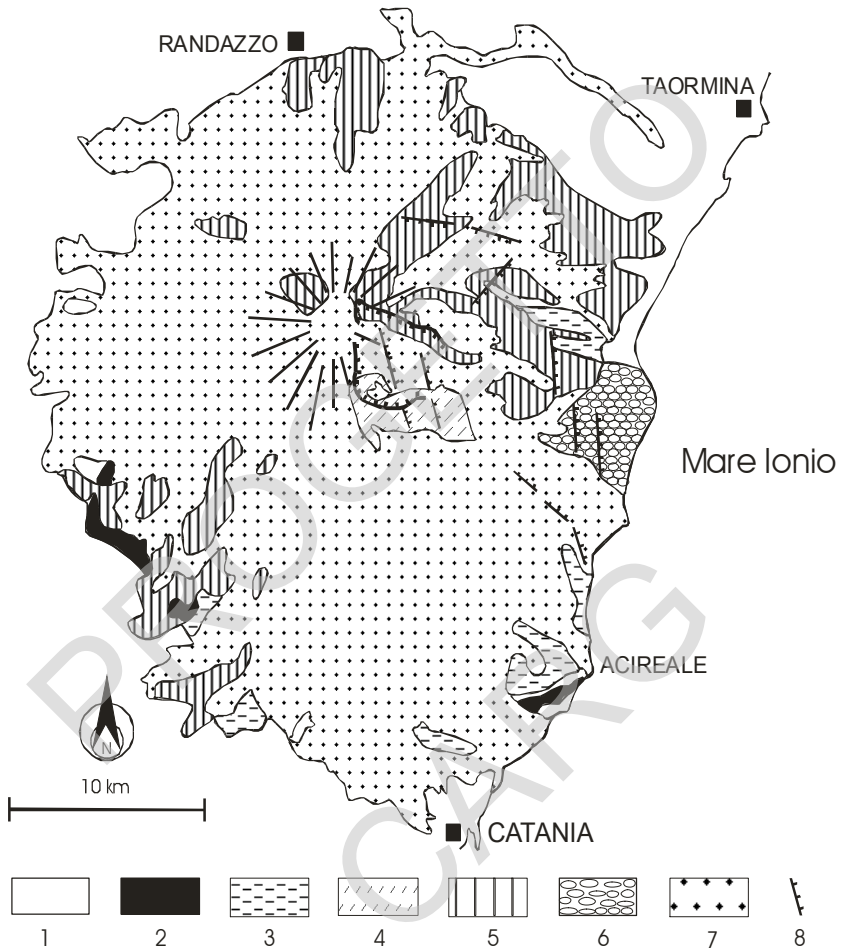 RANDAZZO
TAORMINA
Mare Ionio
ACIREALE
N
10 km
CATANIA
1 2 3 4 5 6 7 8
PROGETTO
CARG